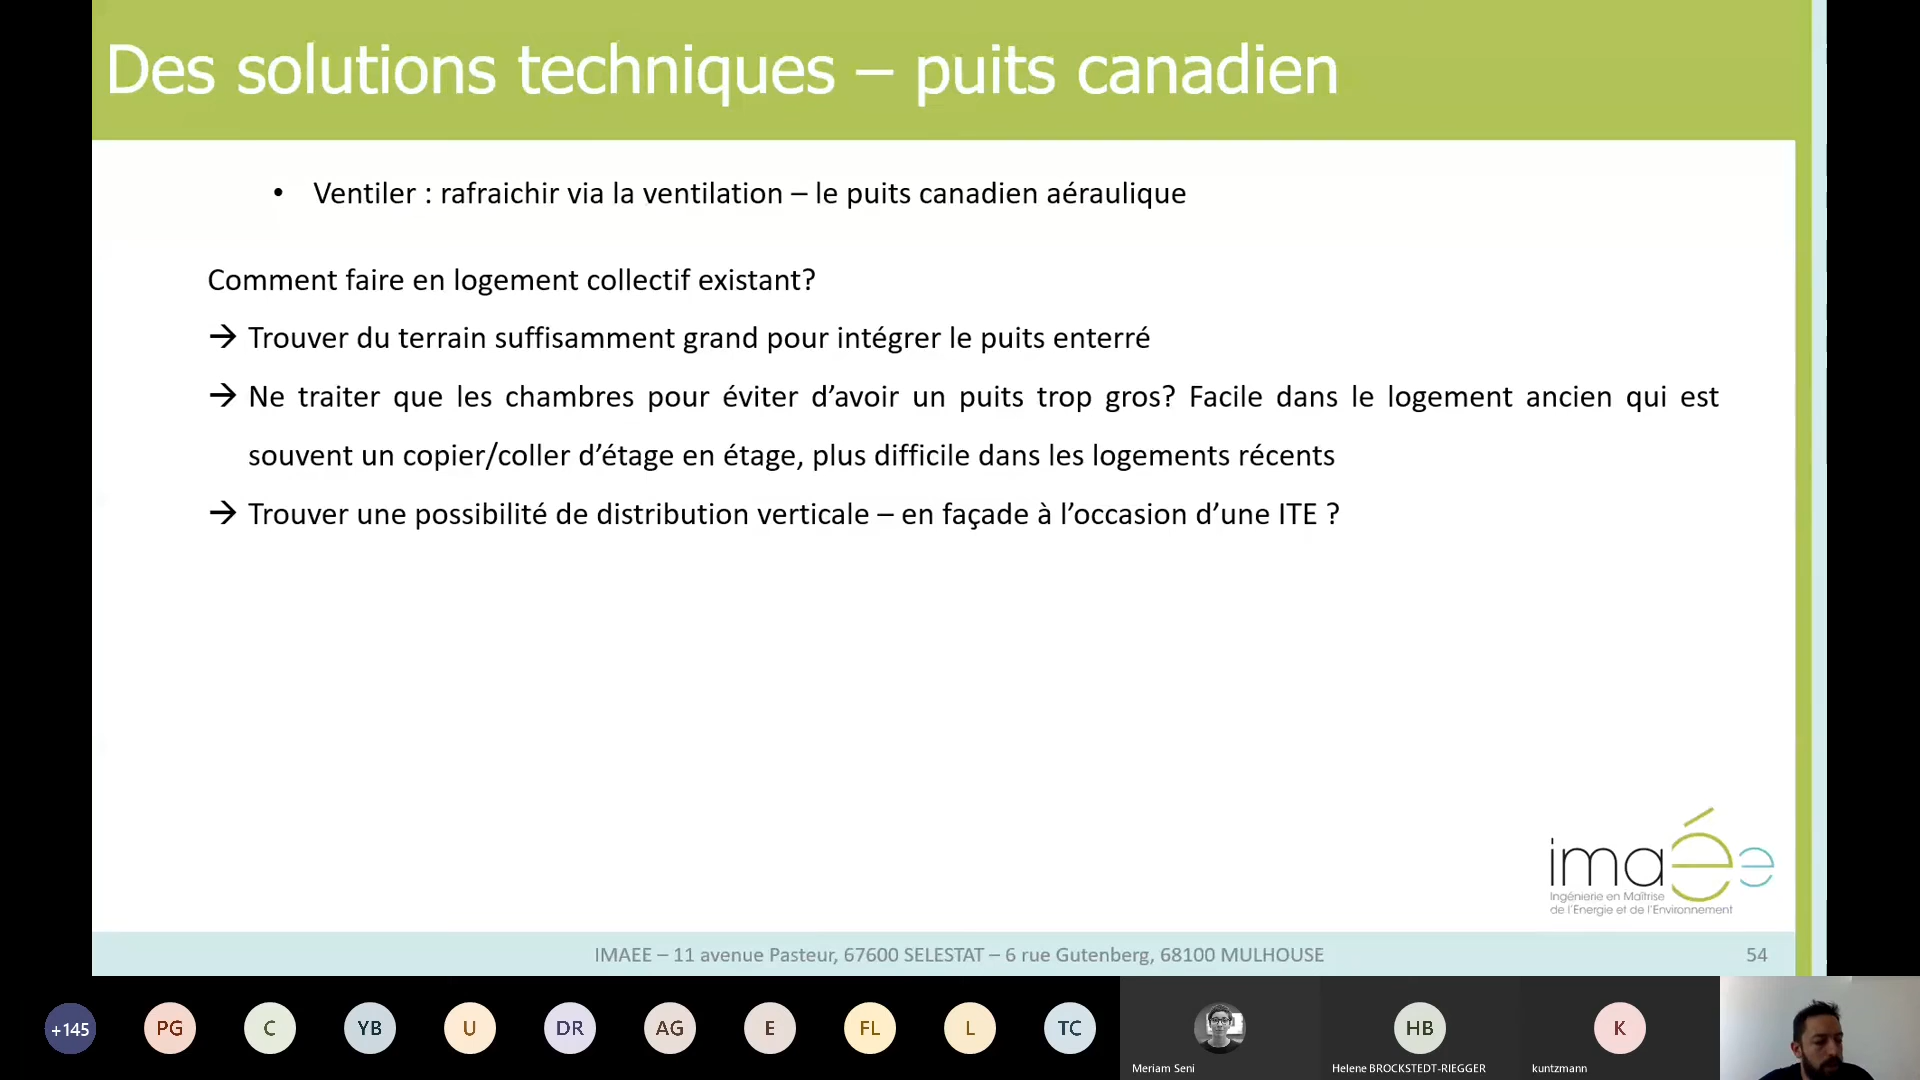 Des solutions techniques – puits canadien
• Ventiler : rafraichir via la ventilation – le puits canadien aéraulique
Comment faire en logement collectif existant?
→ Trouver du terrain suffisamment grand pour intégrer le puits enterré
→ Ne traiter que les chambres pour éviter d’avoir un puits trop gros? Facile dans le logement ancien qui est
souvent un copier/coller d’étage en étage, plus difficile dans les logements récents
→ Trouver une possibilité de distribution verticale – en façade à l’occasion d’une ITE ?
imaée
Ingénierie en Maîtrise
de l'Energie et de l'Environnement
IMAEE – 11 avenue Pasteur, 67600 SELESTAT – 6 rue Gutenberg, 68100 MULHOUSE
54
+145
PG
C
YB
U
DR
AG
E
FL
L
TC
HB
K
Meriam Seni
Helene BROCKSTEDT-RIEGGER
kuntzmann